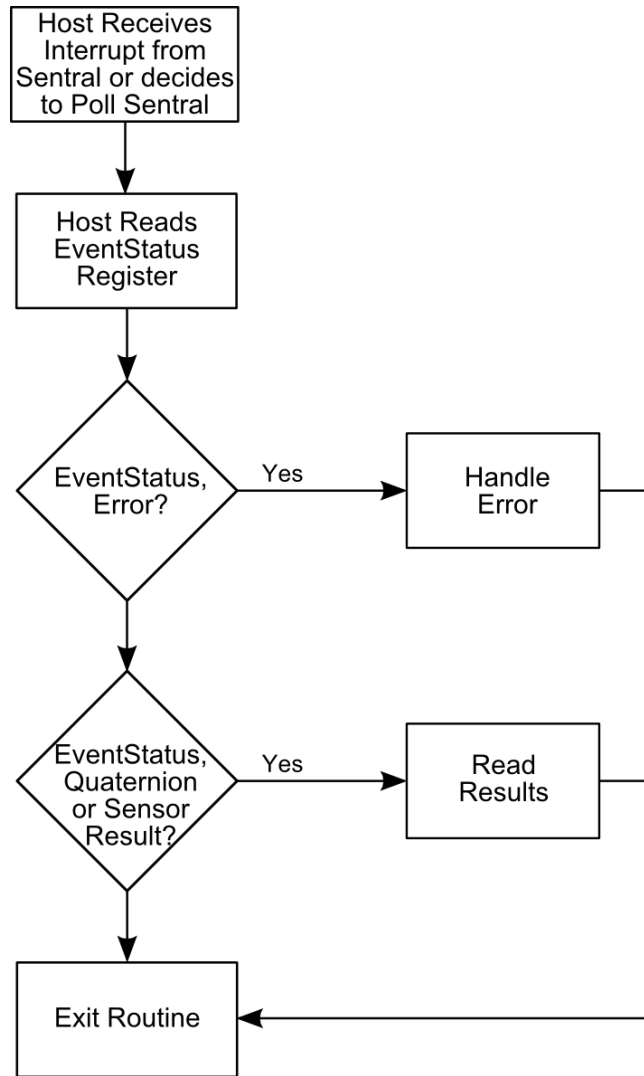 Host Receives
Interrupt from
Sentral or decides
to Poll Sentral
Host Reads
EventStatus
Register
EventStatus,
Error?
Yes
Handle
Error
EventStatus,
Quaternion
or Sensor
Result?
Yes
Read
Results
Exit Routine